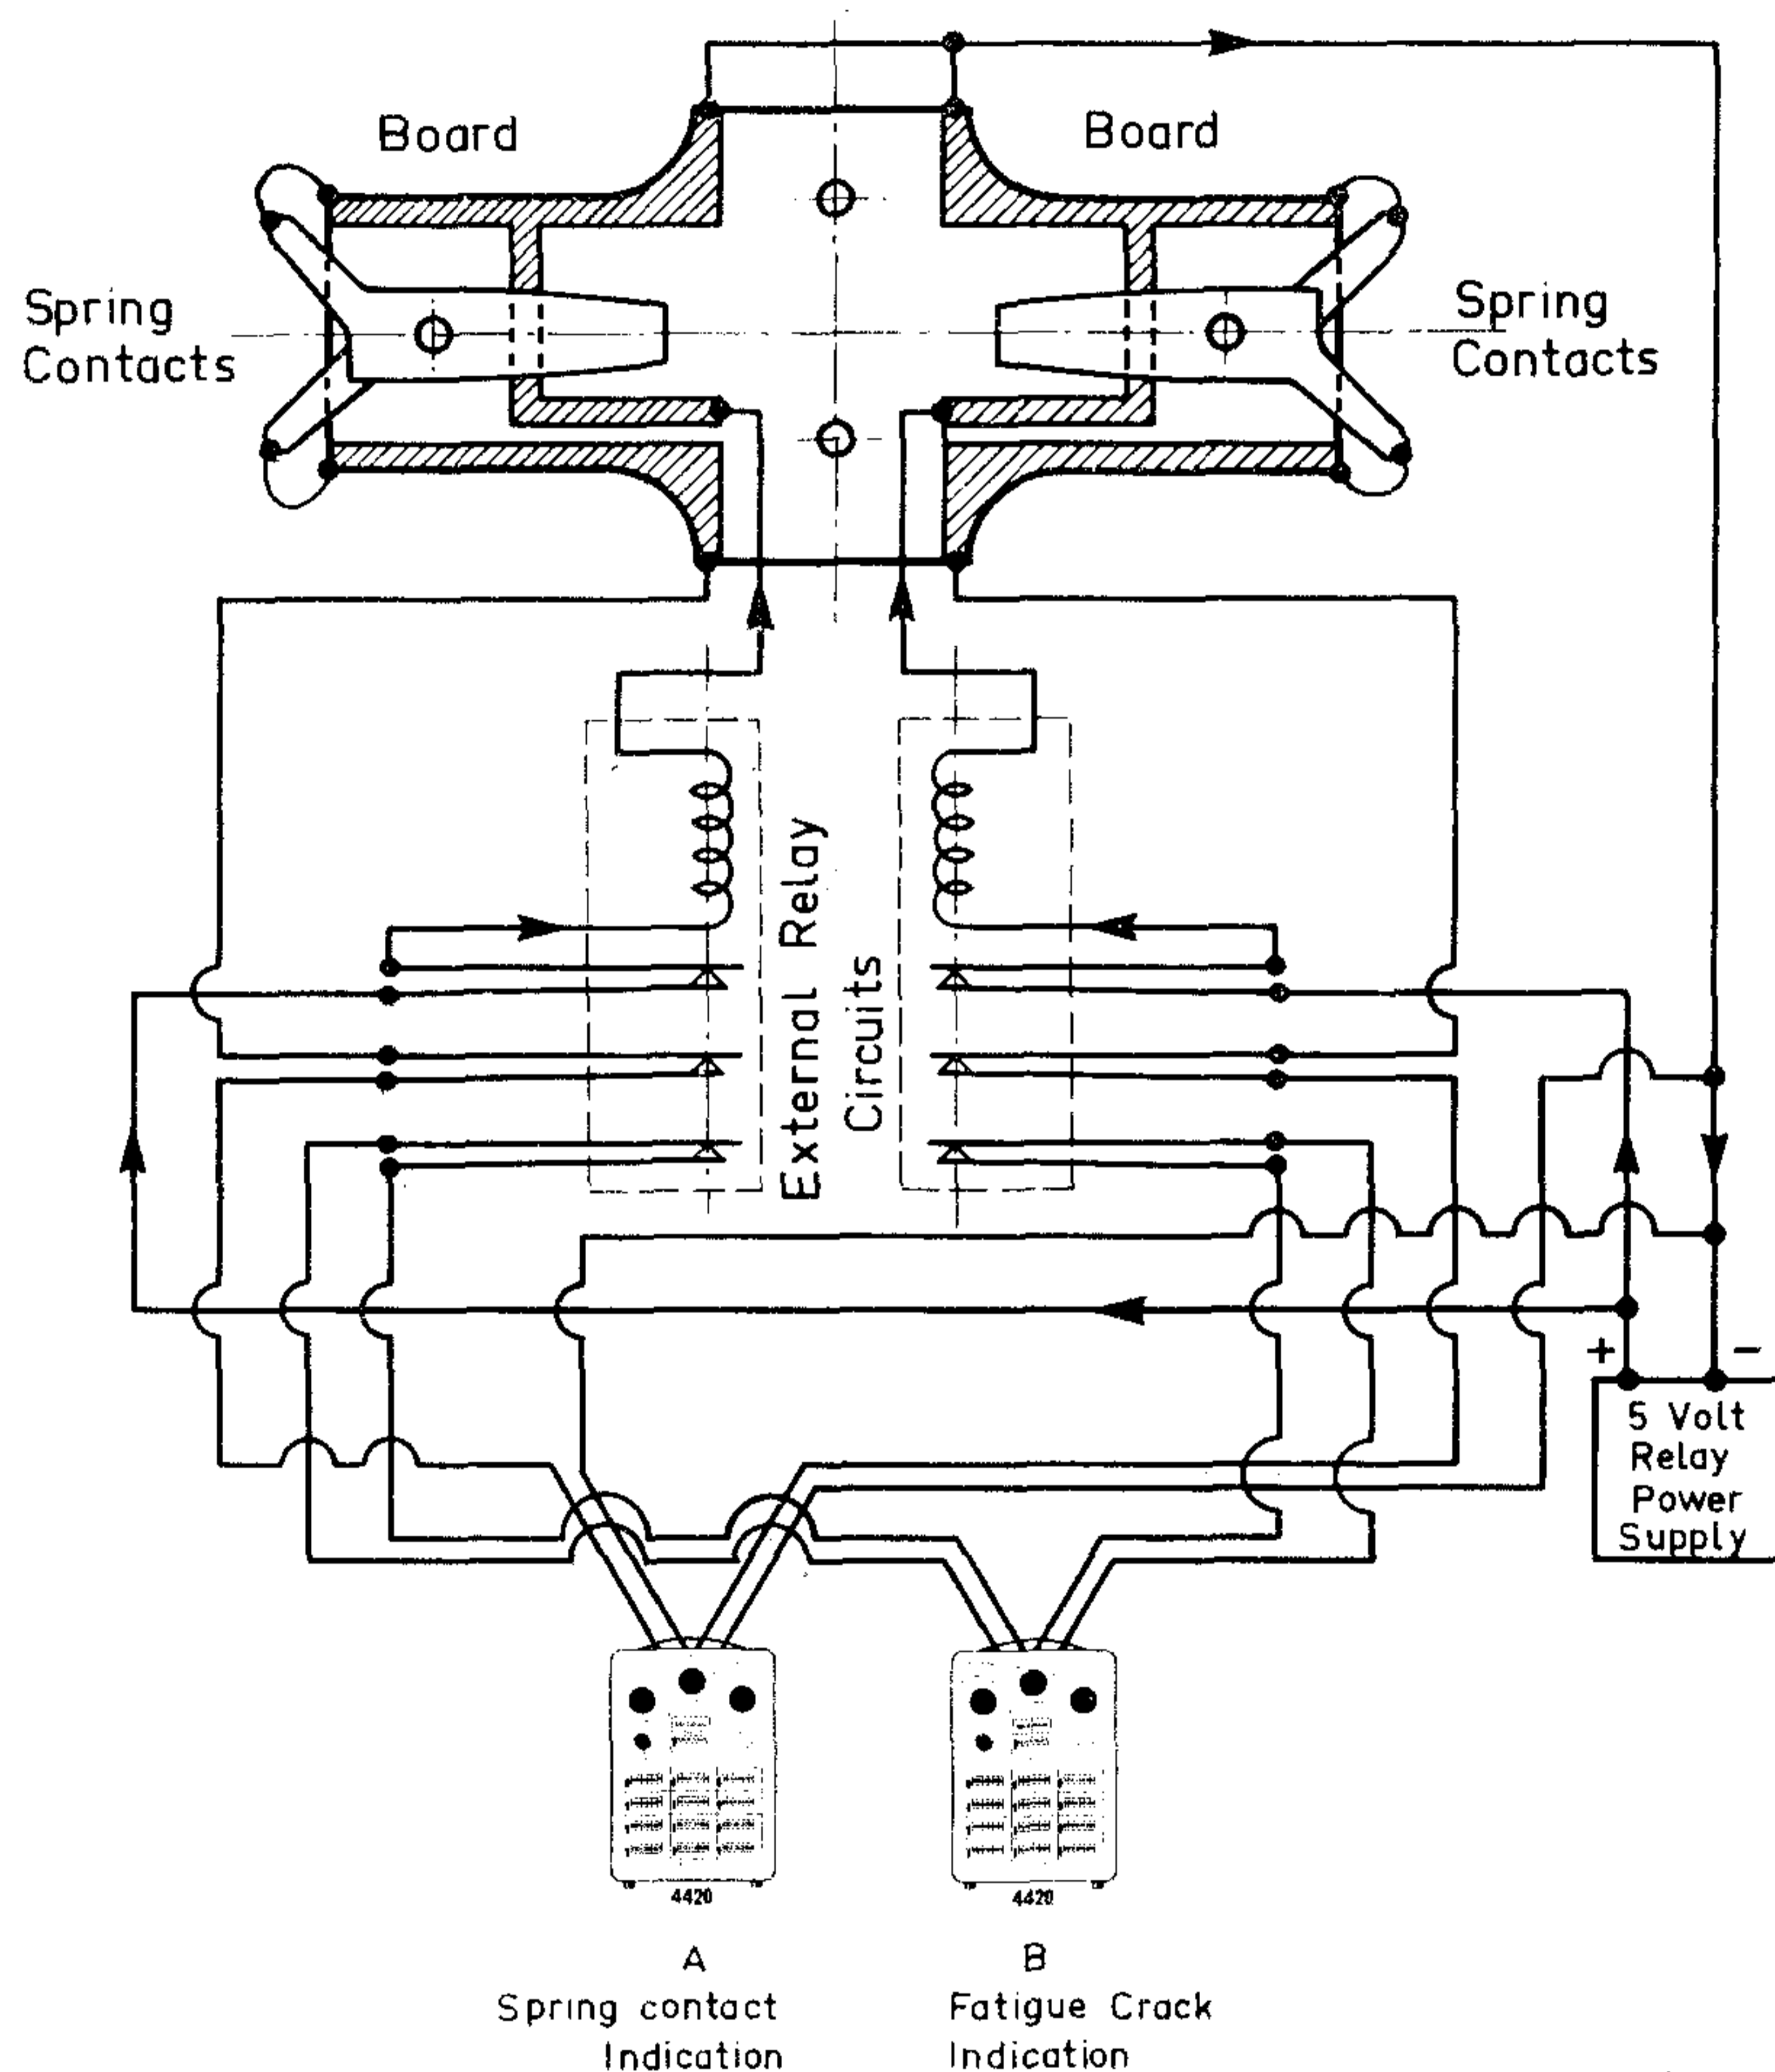 Board
Board
Spring
Contacts
Spring
Contacts
External Relay
Circuits
+
−
5 Volt
Relay
Power
Supply
4420
4420
A
B
Spring contact
Indication
Fatigue Crack
Indication